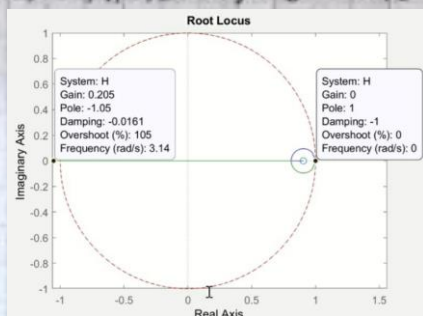 Root Locus
System: H
Gain: 0.205
Pole: -1.05
Damping: -0.0161
Overshoot (%): 105
Frequency (rad/s): 3.14
System: H
Gain: 0
Pole: 1
Damping: -1
Overshoot (%): 0
Frequency (rad/s): 0
Imaginary Axis
1
0.8
0.6
0.4
0.2
0
-0.2
-0.4
-0.6
-0.8
-1
-1
-0.5
0
0.5
1
1.5
Real Axis